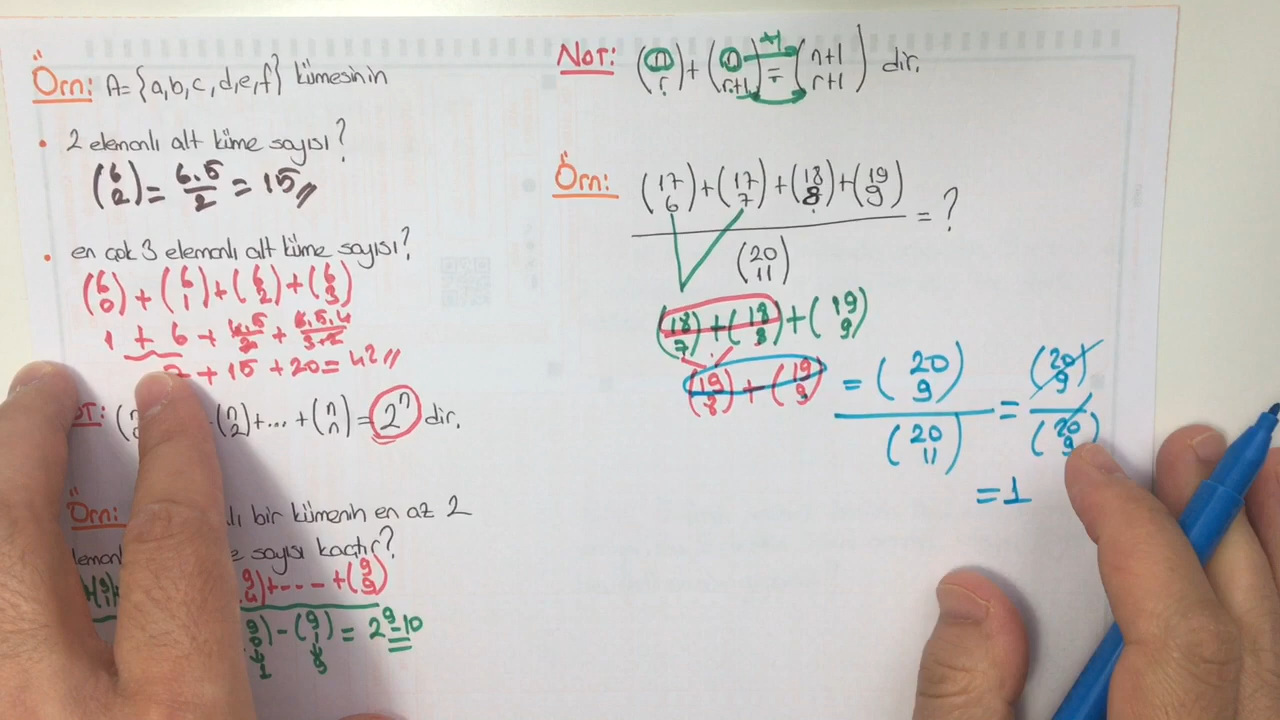 Örn: A={a,b,c,d,e,f} kümesinin
• 2 elemanlı alt küme sayısı?
(6 2) = 6.5/2 = 15//
• en çok 3 elemanlı alt küme sayısı?
(6 0) + (6 1) + (6 2) + (6 3)
1 + 6 + 6.5/2 + 6.5.4/3.2
+ 15 + 20 = 42//
(n 2) + ... + (n n) = 2ⁿ dir.
Örn: bir kümenin en az 2
sayısı kaçtır?
+ ... + (9 9)
(9 0) - (9 1) = 2⁹-10
1 9
Not: (n r) + (n r+1) = (n+1 r+1) dir.
+1
Örn: ((17 6) + (17 7) + (18 8) + (19 9)) / (20 11) = ?
(18 7) + (18 8) + (19 9)
(19 8) + (19 9) = (20 9) / (20 11) = (20 9) / (20 9)
= 1